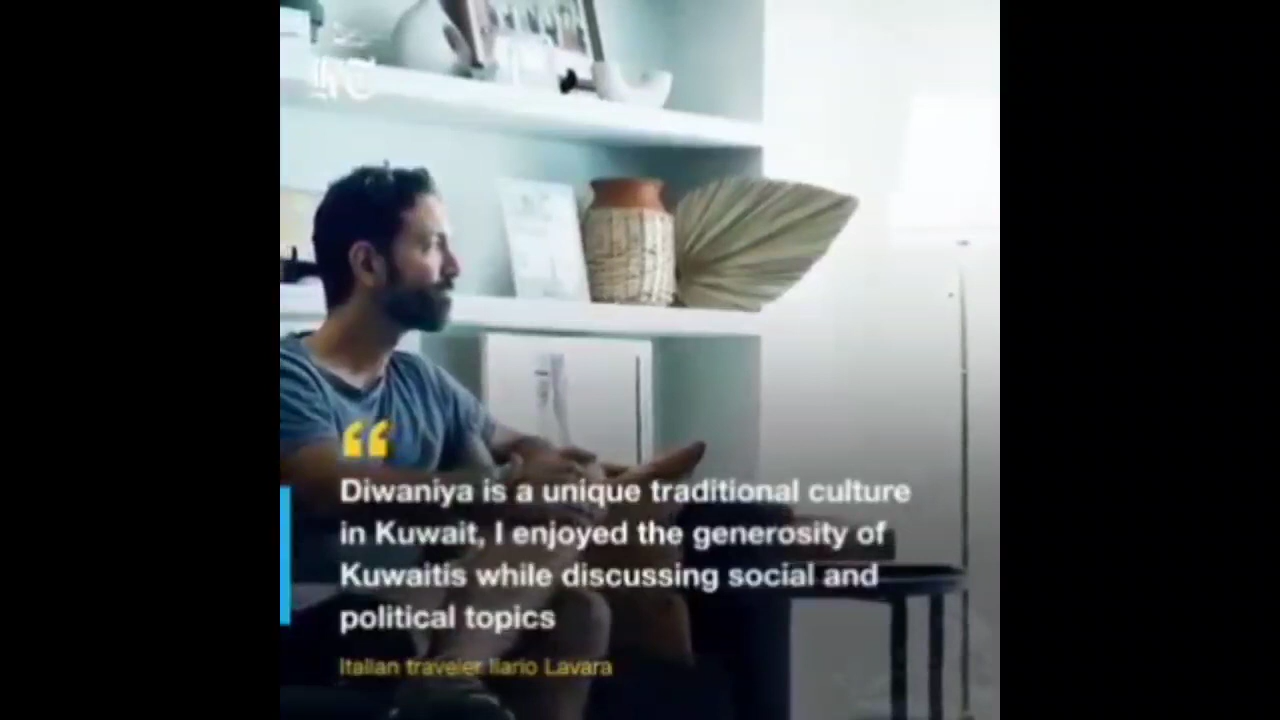 Diwaniya is a unique traditional culture
in Kuwait, I enjoyed the generosity of
Kuwaitis while discussing social and
political topics
Italian traveler Ilario Lavara